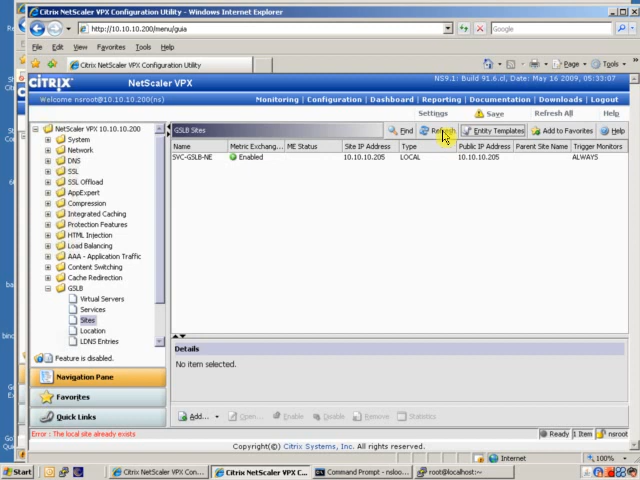 Citrix NetScaler VPX Configuration Utility - Windows Internet Explorer
http://10.10.10.200/menu/guia
Google
File Edit View Favorites Tools Help
Citrix NetScaler VPX Configuration Utility
Page Tools
CITRIX NetScaler VPX
NS9.1: Build 91.6.cl, Date: May 16 2009, 05:33:07
Welcome nsroot@10.10.10.200(ns)
Monitoring | Configuration | Dashboard | Reporting | Documentation | Downloads | Logout
Settings Save Refresh All Help
NetScaler VPX 10.10.10.200
System
Network
DNS
SSL
SSL Offload
AppExpert
Compression
Integrated Caching
Protection Features
HTML Injection
Load Balancing
AAA - Application Traffic
Content Switching
Cache Redirection
GSLB
Virtual Servers
Services
Sites
Location
LDNS Entries
Feature is disabled.
Navigation Pane
Favorites
Quick Links
GSLB Sites
Find Refresh Entity Templates Add to Favorites Help
Name Metric Exchang... ME Status Site IP Address Type Public IP Address Parent Site Name Trigger Monitors
SVC-GSLB-NE Enabled 10.10.10.205 LOCAL 10.10.10.205 ALWAYS
Details
No item selected.
Add... Open... Enable Disable Remove Statistics
Error : The local site already exists
Ready 1 Item nsroot
Copyright(©) Citrix Systems, Inc. All rights reserved.
Internet 100%
Start
Citrix NetScaler VPX Con...
Citrix NetScaler VPX C...
Command Prompt - nsloo...
root@localhost:~